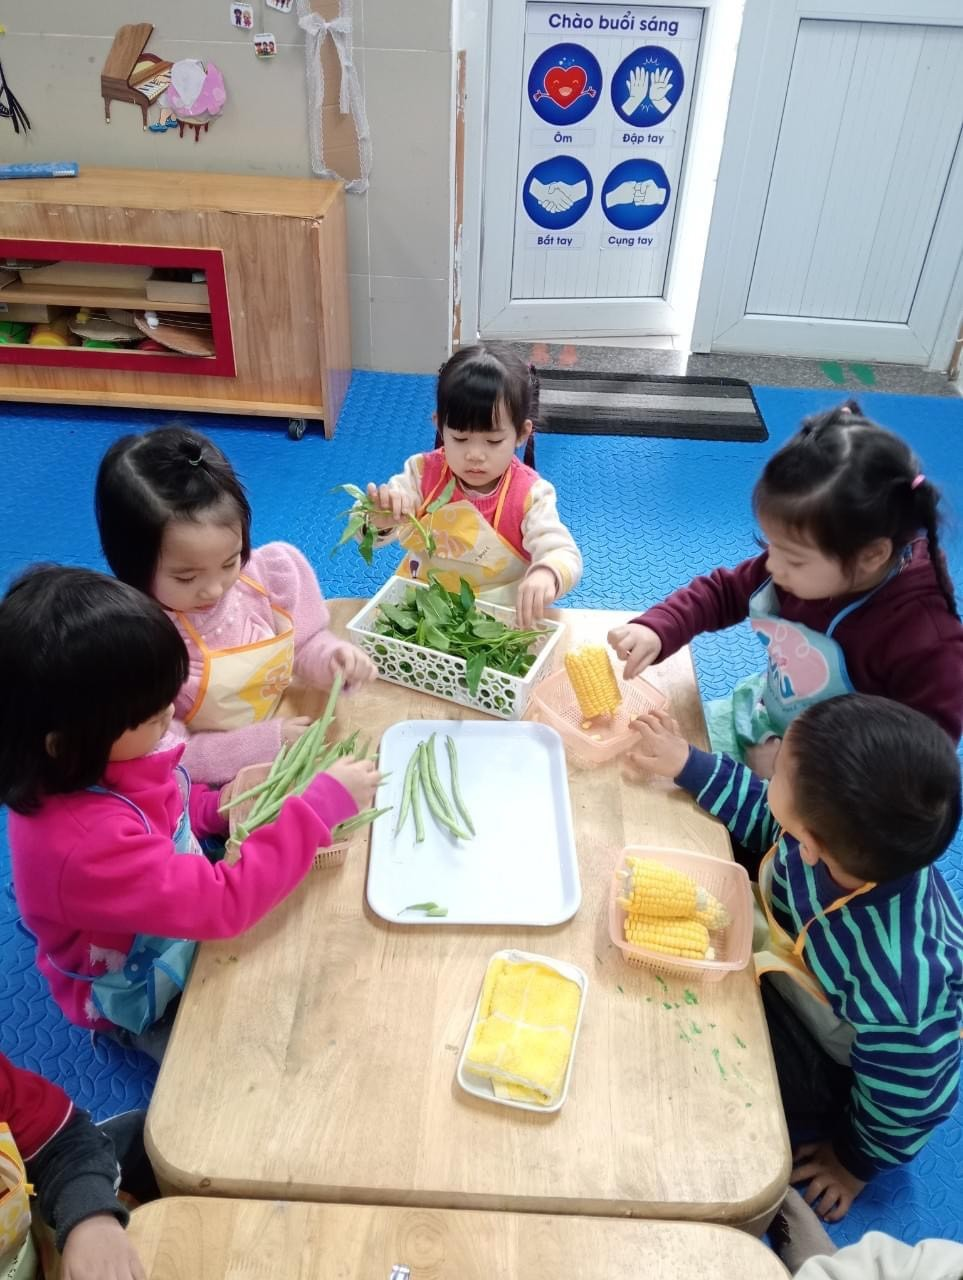 Chào buổi sáng
Ôm
Đập tay
Bắt tay
Cụng tay